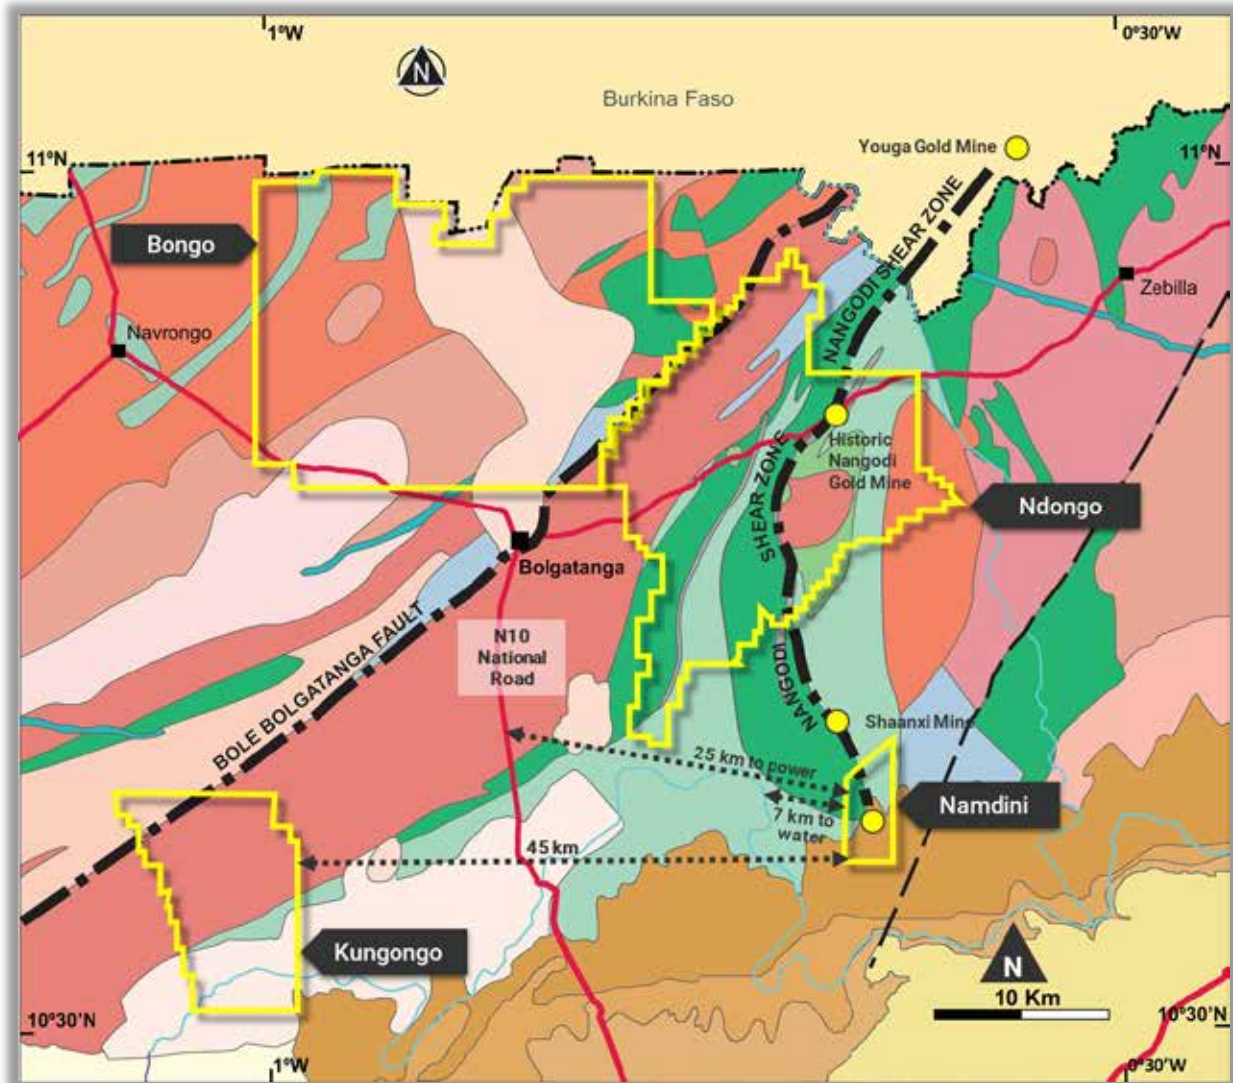 1°W
0°30'W
N
Burkina Faso
Youga Gold Mine
11°N
11°N
Bongo
NANGODI SHEAR ZONE
Zebilla
Navrongo
Historic
Nangodi
Gold Mine
SHEAR ZONE
Ndongo
Bolgatanga
BOLE BOLGATANGA FAULT
N10
National
Road
NANGODI
Shaanxi Mine
25 km to power
Namdini
7 km to
water
45 km
Kungongo
N
10 Km
10°30'N
10°30'N
1°W
0°30'W